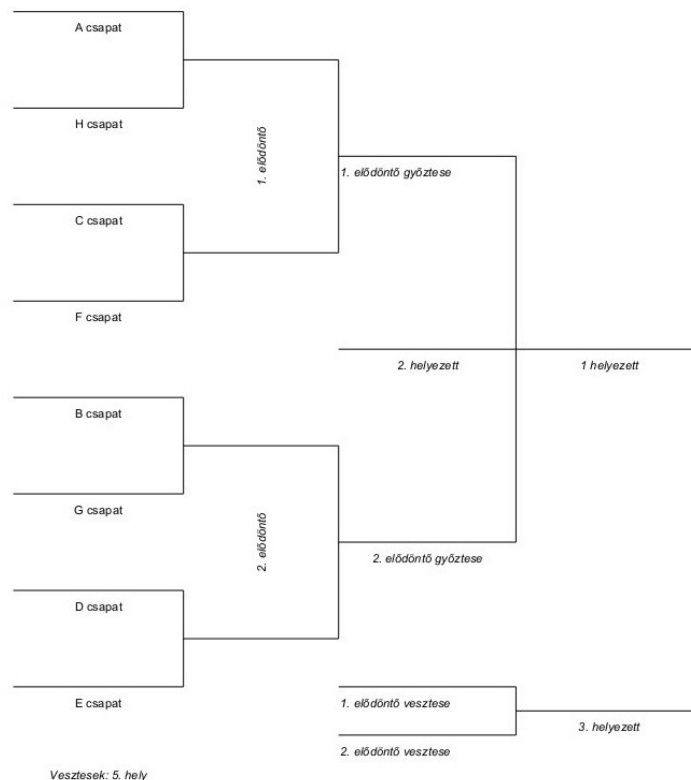 A csapat
H csapat
1. elődöntő
1. elődöntő győztese
C csapat
F csapat
2. helyezett
1 helyezett
B csapat
G csapat
2. elődöntő
2. elődöntő győztese
D csapat
E csapat
1. elődöntő vesztese
3. helyezett
2. elődöntő vesztese
Vesztesek: 5. hely